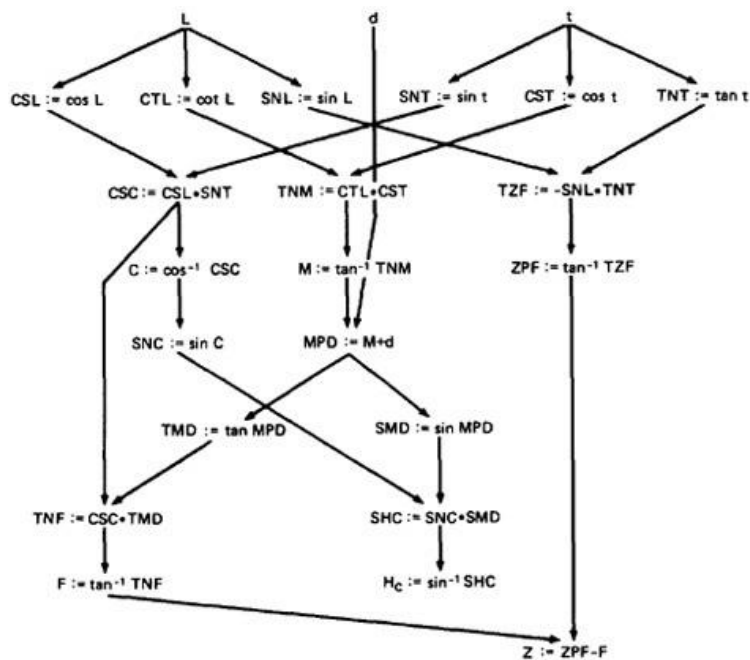 L d t
CSL := cos L CTL := cot L SNL := sin L SNT := sin t CST := cos t TNT := tan t
CSC := CSL•SNT TNM := CTL•CST TZF := -SNL•TNT
C := cos⁻¹ CSC M := tan⁻¹ TNM ZPF := tan⁻¹ TZF
SNC := sin C MPD := M+d
TMD := tan MPD SMD := sin MPD
TNF := CSC•TMD SHC := SNC•SMD
F := tan⁻¹ TNF H_C := sin⁻¹ SHC
Z := ZPF-F